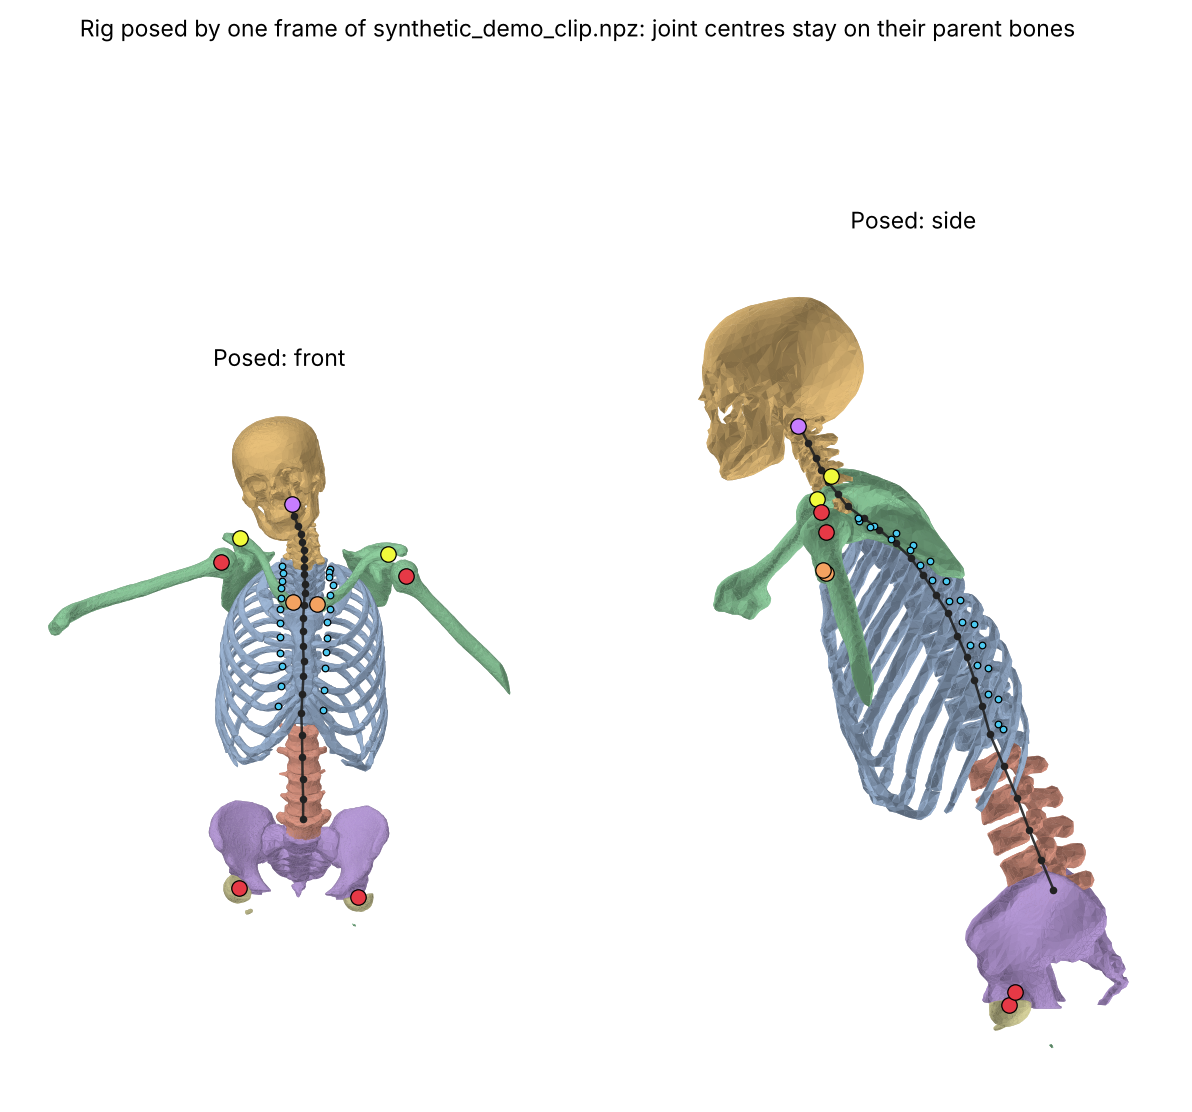 Rig posed by one frame of synthetic_demo_clip.npz: joint centres stay on their parent bones
Posed: side
Posed: front